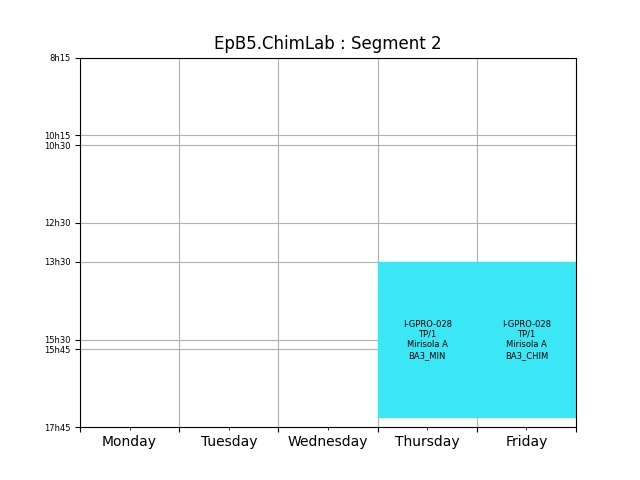 EpB5.ChimLab : Segment 2
8h15
10h15
10h30
12h30
13h30
15h30
15h45
17h45
I-GPRO-028
TP/1
Mirisola A
BA3_MIN
I-GPRO-028
TP/1
Mirisola A
BA3_CHIM
Monday
Tuesday
Wednesday
Thursday
Friday